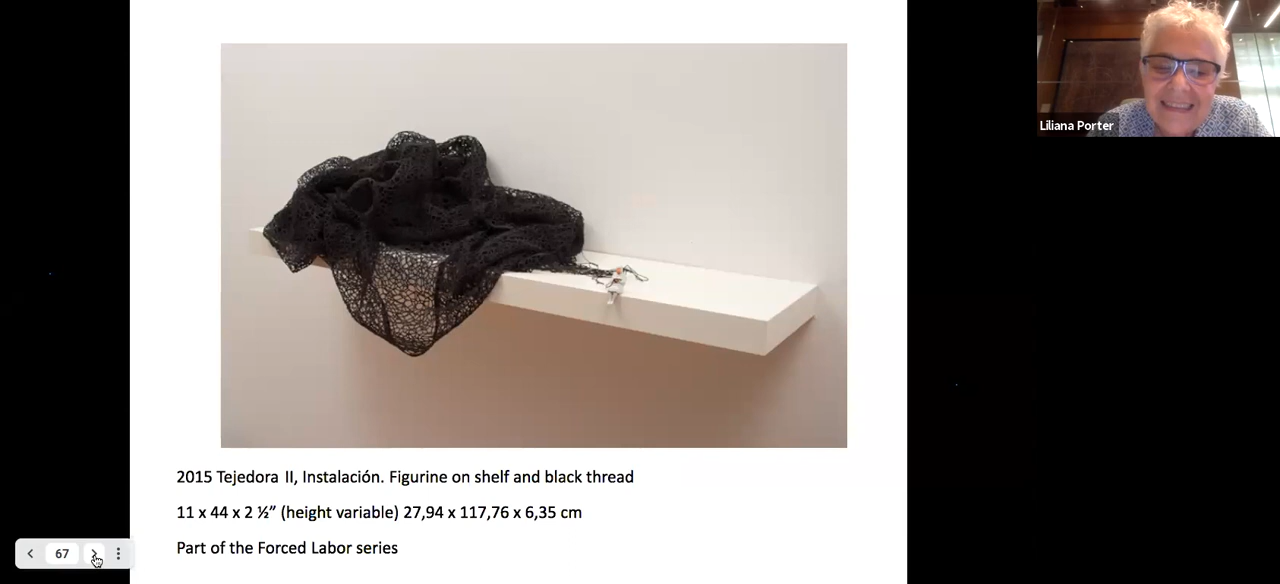 Liliana Porter
2015 Tejedora II, Instalación. Figurine on shelf and black thread
11 x 44 x 2 ½” (height variable) 27,94 x 117,76 x 6,35 cm
Part of the Forced Labor series
67